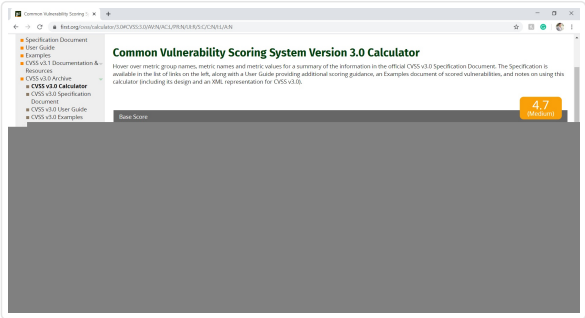 Common Vulnerability Scoring S
first.org/cvss/calculator/3.0#CVSS:3.0/AV:N/AC:L/PR:N/UI:R/S:C/C:N/I:L/A:N
Specification Document
User Guide
Examples
CVSS v3.1 Documentation &
Resources
CVSS v3.0 Archive
CVSS v3.0 Calculator
CVSS v3.0 Specification
Document
CVSS v3.0 User Guide
CVSS v3.0 Examples
Common Vulnerability Scoring System Version 3.0 Calculator
Hover over metric group names, metric names and metric values for a summary of the information in the official CVSS v3.0 Specification Document. The Specification is
available in the list of links on the left, along with a User Guide providing additional scoring guidance, an Examples document of scored vulnerabilities, and notes on using this
calculator (including its design and an XML representation for CVSS v3.0).
Base Score
4.7
(Medium)